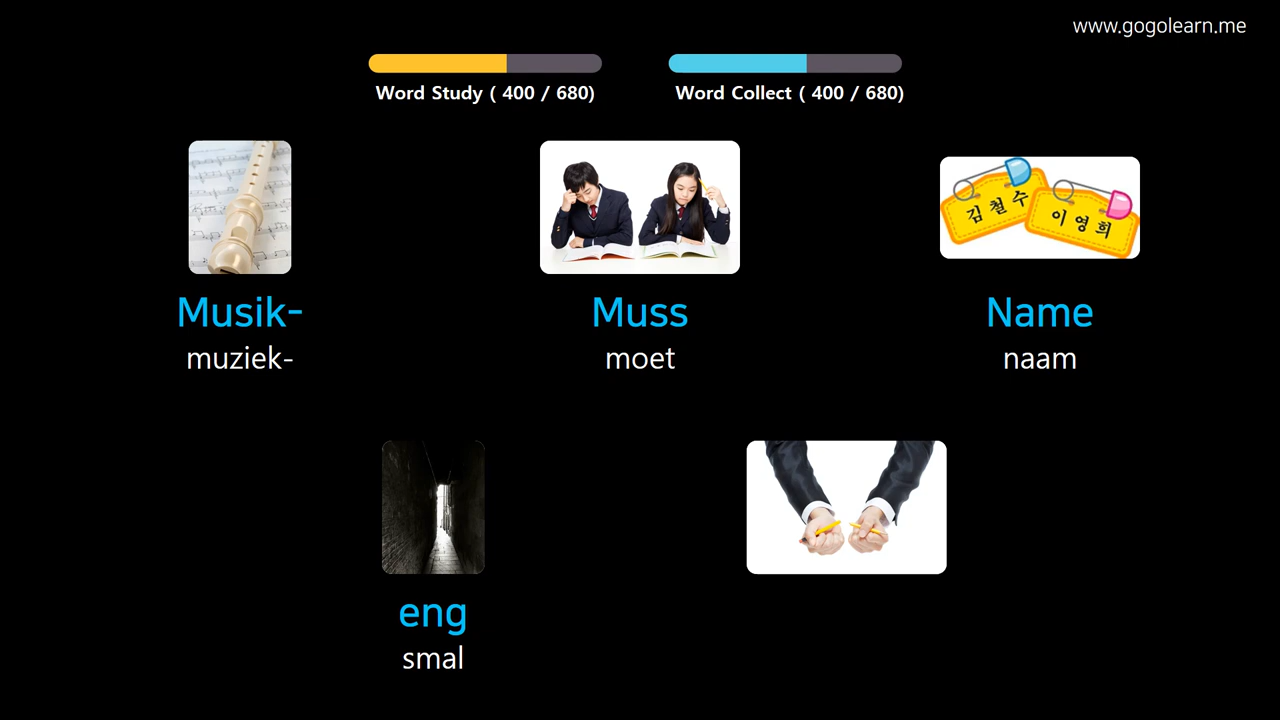 www.gogolearn.me
Word Study ( 400 / 680)
Word Collect ( 400 / 680)
김철수
이영희
Musik-
muziek-
Muss
moet
Name
naam
eng
smal